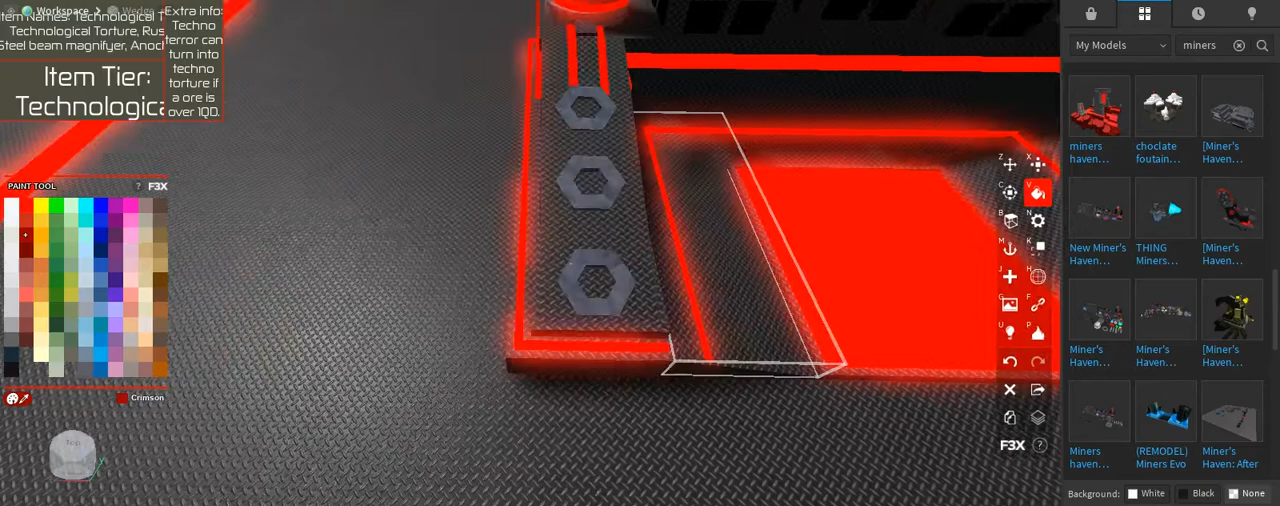 Workspace > Wedge
Item Names: Technological T
Technological Torture, Rus
Steel beam magnifyer, Anoc
Item Tier:
Technologica
Extra info:
Techno
terror can
turn into
techno
torture if
a ore is
over 1QD.
PAINT TOOL ? F3X
Crimson
Top
Z
C V
B N
M K
J H
G F
U P
F3X ?
My Models miners
miners
haven...
choclate
foutain...
[Miner's
Haven...
New Miner's
Haven...
THING
Miners...
[Miner's
Haven...
Miner's
Haven...
Miner's
Haven...
[Miner's
Haven...
Miners
haven...
(REMODEL)
Miners Evo
Miner's
Haven: After
Background: White Black None